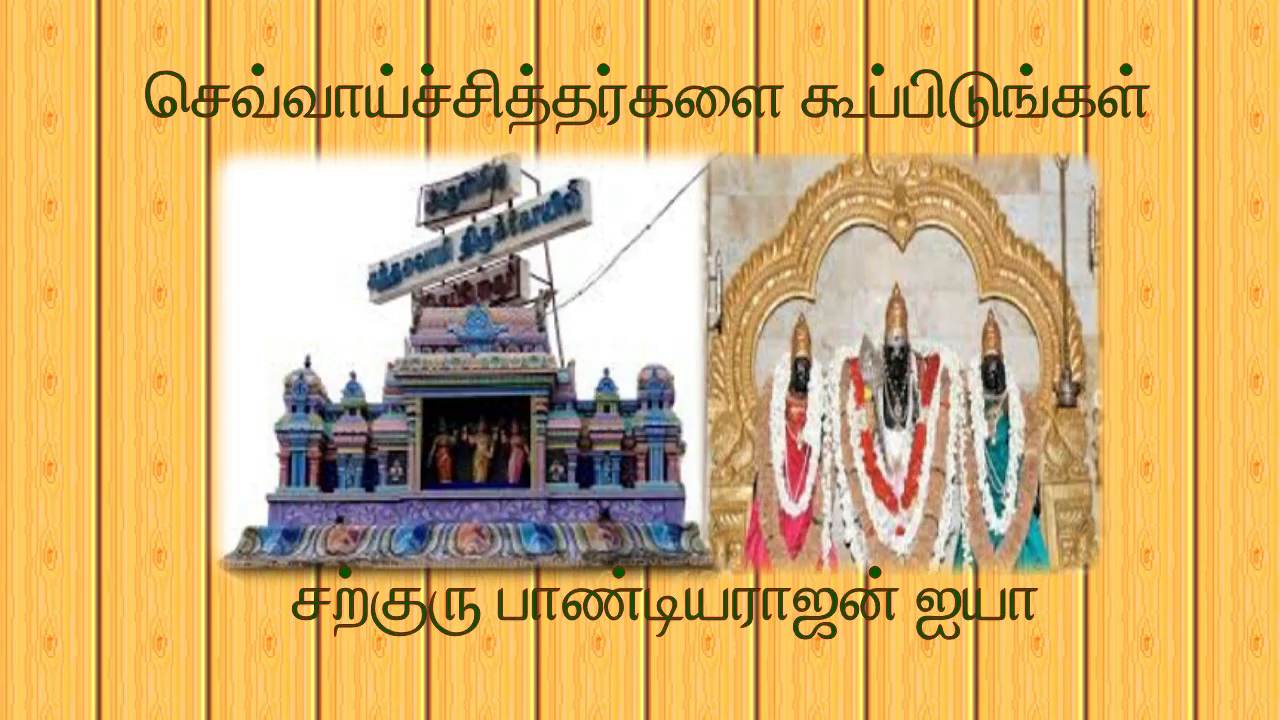 செவ்வாய்ச்சித்தர்களை கூப்பிடுங்கள்
திருக்கோயில்
சற்குரு பாண்டியராஜன் ஐயா